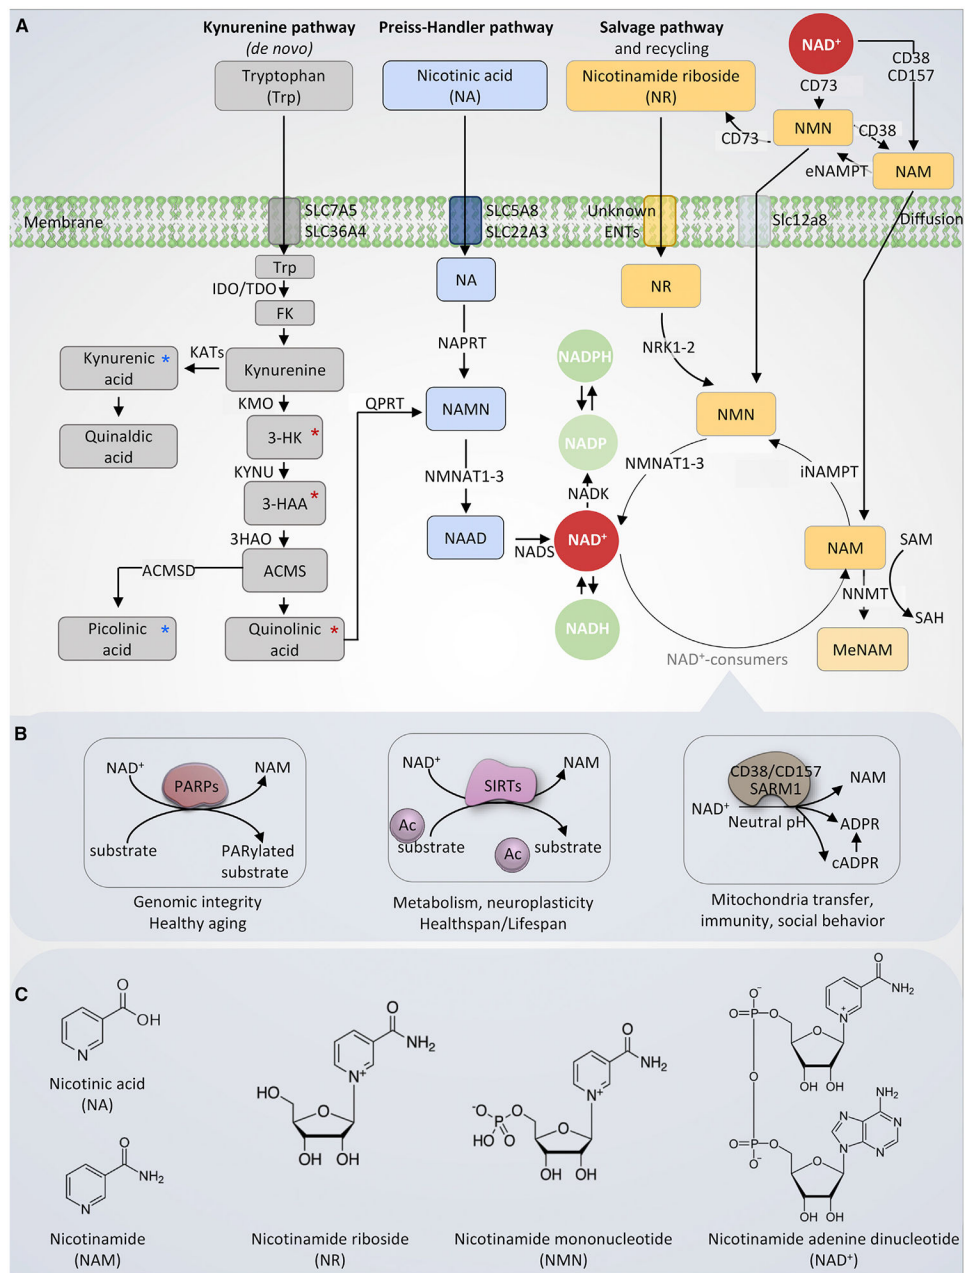 A
Kynurenine pathway
(de novo)
Preiss-Handler pathway
Salvage pathway
and recycling
Tryptophan
(Trp)
Nicotinic acid
(NA)
Nicotinamide riboside
(NR)
NAD+
CD38
CD157
CD73
NMN
CD38
CD73
eNAMPT
NAM
Membrane
SLC7A5
SLC36A4
SLC5A8
SLC22A3
Unknown
ENTs
Slc12a8
Diffusion
Trp
IDO/TDO
FK
NA
NR
Kynurenic
acid
*
KATs
Kynurenine
NAPRT
NADPH
NRK1-2
KMO
QPRT
NAMN
NMN
Quinaldic
acid
3-HK
*
NADP
KYNU
NMNAT1-3
NMNAT1-3
iNAMPT
3-HAA
*
NADK
3HAO
NAAD
NADS
NAD+
NAM
SAM
ACMSD
ACMS
NNMT
SAH
Picolinic
acid
*
Quinolinic
acid
*
NADH
MeNAM
NAD+-consumers
B
NAD+
NAM
PARPs
substrate
PARylated
substrate
Genomic integrity
Healthy aging
NAD+
NAM
SIRTs
Ac
substrate
Ac
substrate
Metabolism, neuroplasticity
Healthspan/Lifespan
CD38/CD157
SARM1
NAD+
NAM
Neutral pH
ADPR
cADPR
Mitochondria transfer,
immunity, social behavior
C
O
OH
N
Nicotinic acid
(NA)
O
NH2
N
Nicotinamide
(NAM)
O
NH2
N+
HO
O
OH OH
Nicotinamide riboside
(NR)
O
NH2
N+
-O
O
P
HO O
O
OH OH
Nicotinamide mononucleotide
(NMN)
O
NH2
O-
O=P
O
N+
O
OH OH
O
NH2
N
N
N
N
O=P
O
O-
O
OH OH
Nicotinamide adenine dinucleotide
(NAD+)